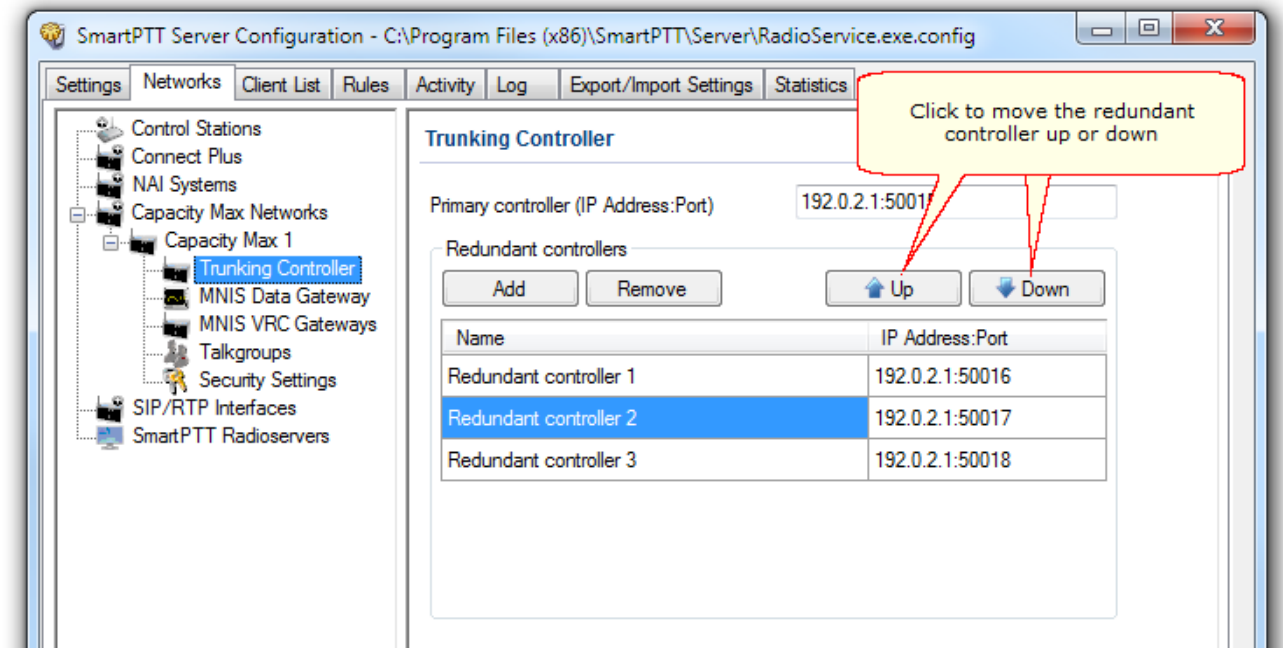 SmartPTT Server Configuration - C:\Program Files (x86)\SmartPTT\Server\RadioService.exe.config
Settings Networks Client List Rules Activity Log Export/Import Settings Statistics
Click to move the redundant
controller up or down
Control Stations
Connect Plus
NAI Systems
Capacity Max Networks
Capacity Max 1
Trunking Controller
MNIS Data Gateway
MNIS VRC Gateways
Talkgroups
Security Settings
SIP/RTP Interfaces
SmartPTT Radioservers
Trunking Controller
Primary controller (IP Address:Port) 192.0.2.1:50015
Redundant controllers
Add Remove Up Down
Name IP Address:Port
Redundant controller 1 192.0.2.1:50016
Redundant controller 2 192.0.2.1:50017
Redundant controller 3 192.0.2.1:50018